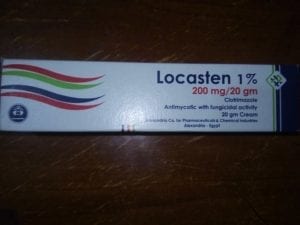 Locasten 1%
200 mg/20 gm
Clotrimazole
Antimycotic with fungicidal activity
20 gm Cream
Alexandria Co. for Pharmaceuticals& Chemical Industries
Alexandria - Egypt